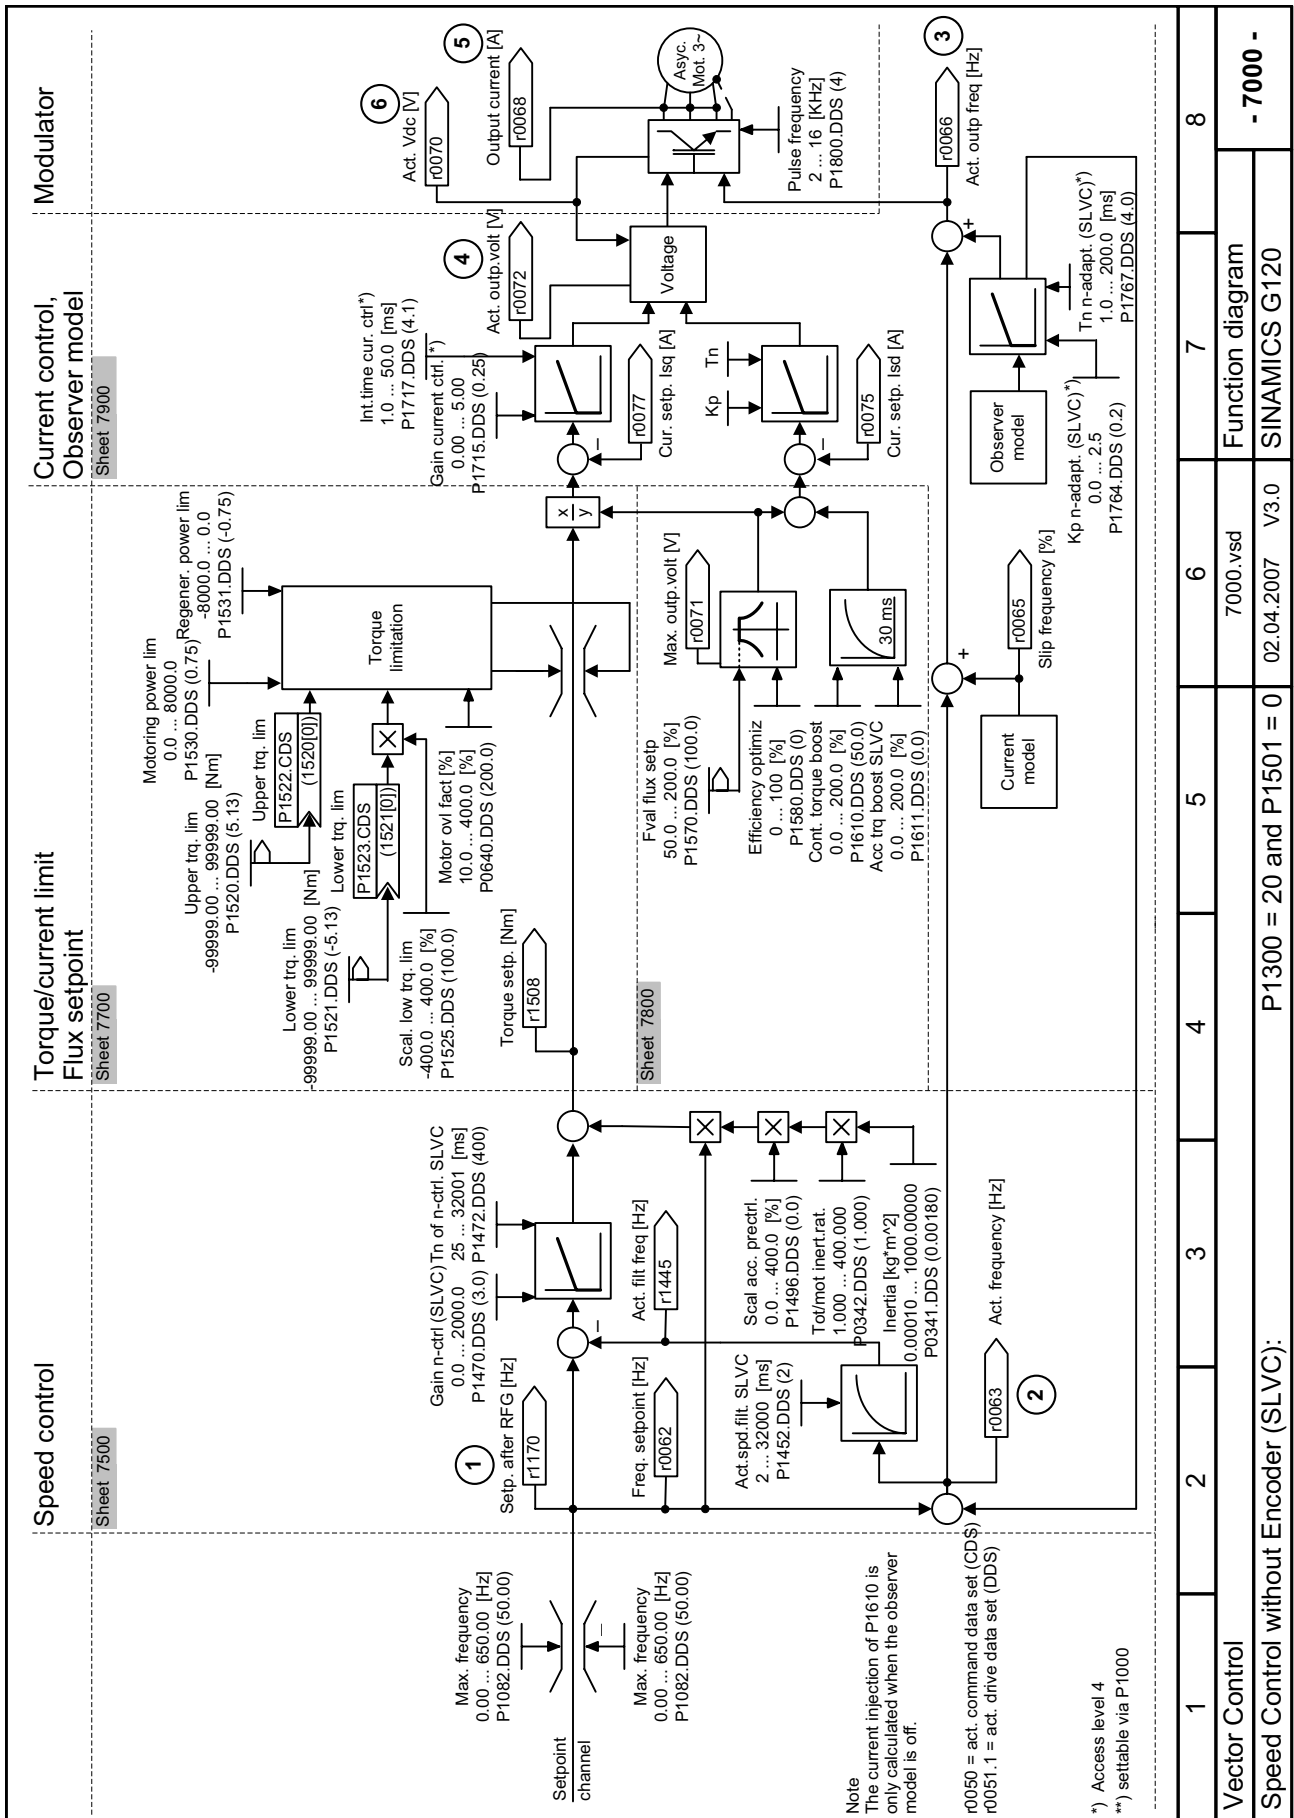 Speed control
Sheet 7500
Torque/current limit
Flux setpoint
Sheet 7700
Current control,
Observer model
Sheet 7900
Modulator
Setpoint
channel
Max. frequency
0.00 ... 650.00 [Hz]
P1082.DDS (50.00)
Max. frequency
0.00 ... 650.00 [Hz]
P1082.DDS (50.00)
1
Setp. after RFG [Hz]
r1170
Freq. setpoint [Hz]
r0062
Gain n-ctrl (SLVC)
0.0 ... 2000.0
P1470.DDS (3.0)
Tn of n-ctrl. SLVC
25 ... 32001 [ms]
P1472.DDS (400)
Act. filt freq [Hz]
r1445
Act.spd.filt. SLVC
2 ... 32000 [ms]
P1452.DDS (2)
Scal acc. prectrl.
0.0 ... 400.0 [%]
P1496.DDS (0.0)
Tot/mot inert.rat.
1.000 ... 400.000
P0342.DDS (1.000)
Inertia [kg*m^2]
0.00010 ... 1000.00000
P0341.DDS (0.00180)
r0063
Act. frequency [Hz]
2
Upper trq. lim
-99999.00 ... 99999.00 [Nm]
P1520.DDS (5.13)
Upper trq. lim
P1522.CDS
(1520[0])
Lower trq. lim
-99999.00 ... 99999.00 [Nm]
P1521.DDS (-5.13)
Lower trq. lim
P1523.CDS
(1521[0])
Scal. low trq. lim
-400.0 ... 400.0 [%]
P1525.DDS (100.0)
Motor ovl fact [%]
10.0 ... 400.0 [%]
P0640.DDS (200.0)
Motoring power lim
0.0 ... 8000.0
P1530.DDS (0.75)
Regener. power lim
-8000.0 ... 0.0
P1531.DDS (-0.75)
Torque
limitation
Torque setp. [Nm]
r1508
Sheet 7800
Fval flux setp
50.0 ... 200.0 [%]
P1570.DDS (100.0)
Efficiency optimiz
0 ... 100 [%]
P1580.DDS (0)
Cont. torque boost
0.0 ... 200.0 [%]
P1610.DDS (50.0)
Acc trq boost SLVC
0.0 ... 200.0 [%]
P1611.DDS (0.0)
Max. outp.volt [V]
r0071
30 ms
x
y
Current
model
r0065
Slip frequency [%]
Int.time cur. ctrl*)
1.0 ... 50.0 [ms]
P1717.DDS (4.1)
Gain current ctrl.*)
0.00 ... 5.00
P1715.DDS (0.25)
r0077
Cur. setp. Isq [A]
Kp
Tn
r0075
Cur. setp. Isd [A]
4
Act. outp.volt [V]
r0072
Voltage
6
Act. Vdc [V]
r0070
5
Output current [A]
r0068
Asyc.
Mot. 3~
Pulse frequency
2 ... 16 [KHz]
P1800.DDS (4)
3
r0066
Act. outp freq [Hz]
Observer
model
Kp n-adapt. (SLVC)*)
0.0 ... 2.5
P1764.DDS (0.2)
Tn n-adapt. (SLVC)*)
1.0 ... 200.0 [ms]
P1767.DDS (4.0)
+
+
–
–
–
–
–
Note
The current injection of P1610 is
only calculated when the observer
model is off.
r0050 = act. command data set (CDS)
r0051.1 = act. drive data set (DDS)
*) Access level 4
**) settable via P1000
1 2 3 4 5 6 7 8
Vector Control
7000.vsd
Function diagram
- 7000 -
Speed Control without Encoder (SLVC):
P1300 = 20 and P1501 = 0
02.04.2007
V3.0
SINAMICS G120